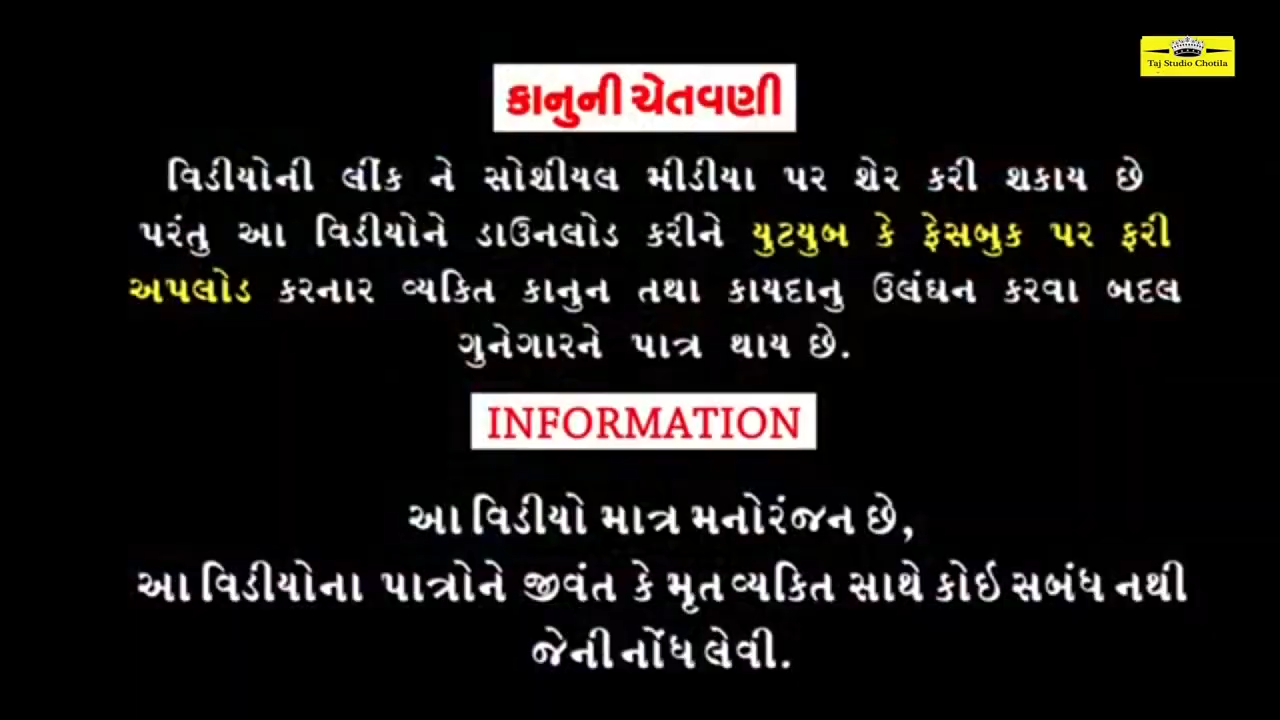 Taj Studio Chotila
કાનુની ચેતવણી
વિડીયોની લીંક ને સોશીયલ મીડીયા પર શેર કરી શકાય છે
પરંતુ આ વિડીયોને ડાઉનલોડ કરીને યુટયુબ કે ફેસબુક પર ફરી
અપલોડ કરનાર વ્યકિત કાનુન તથા કાયદાનુ ઉલંઘન કરવા બદલ
ગુનેગારને પાત્ર થાય છે.
INFORMATION
આ વિડીયો માત્ર મનોરંજન છે,
આ વિડીયોના પાત્રોને જીવંત કે મૃત વ્યકિત સાથે કોઇ સબંધ નથી
જેની નોંધ લેવી.